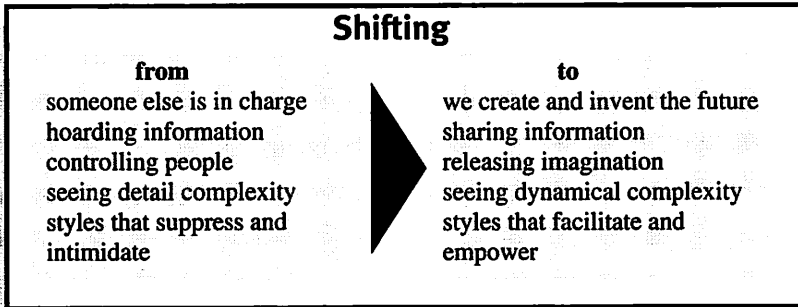 Shifting
from
someone else is in charge
hoarding information
controlling people
seeing detail complexity
styles that suppress and
intimidate
to
we create and invent the future
sharing information
releasing imagination
seeing dynamical complexity
styles that facilitate and
empower